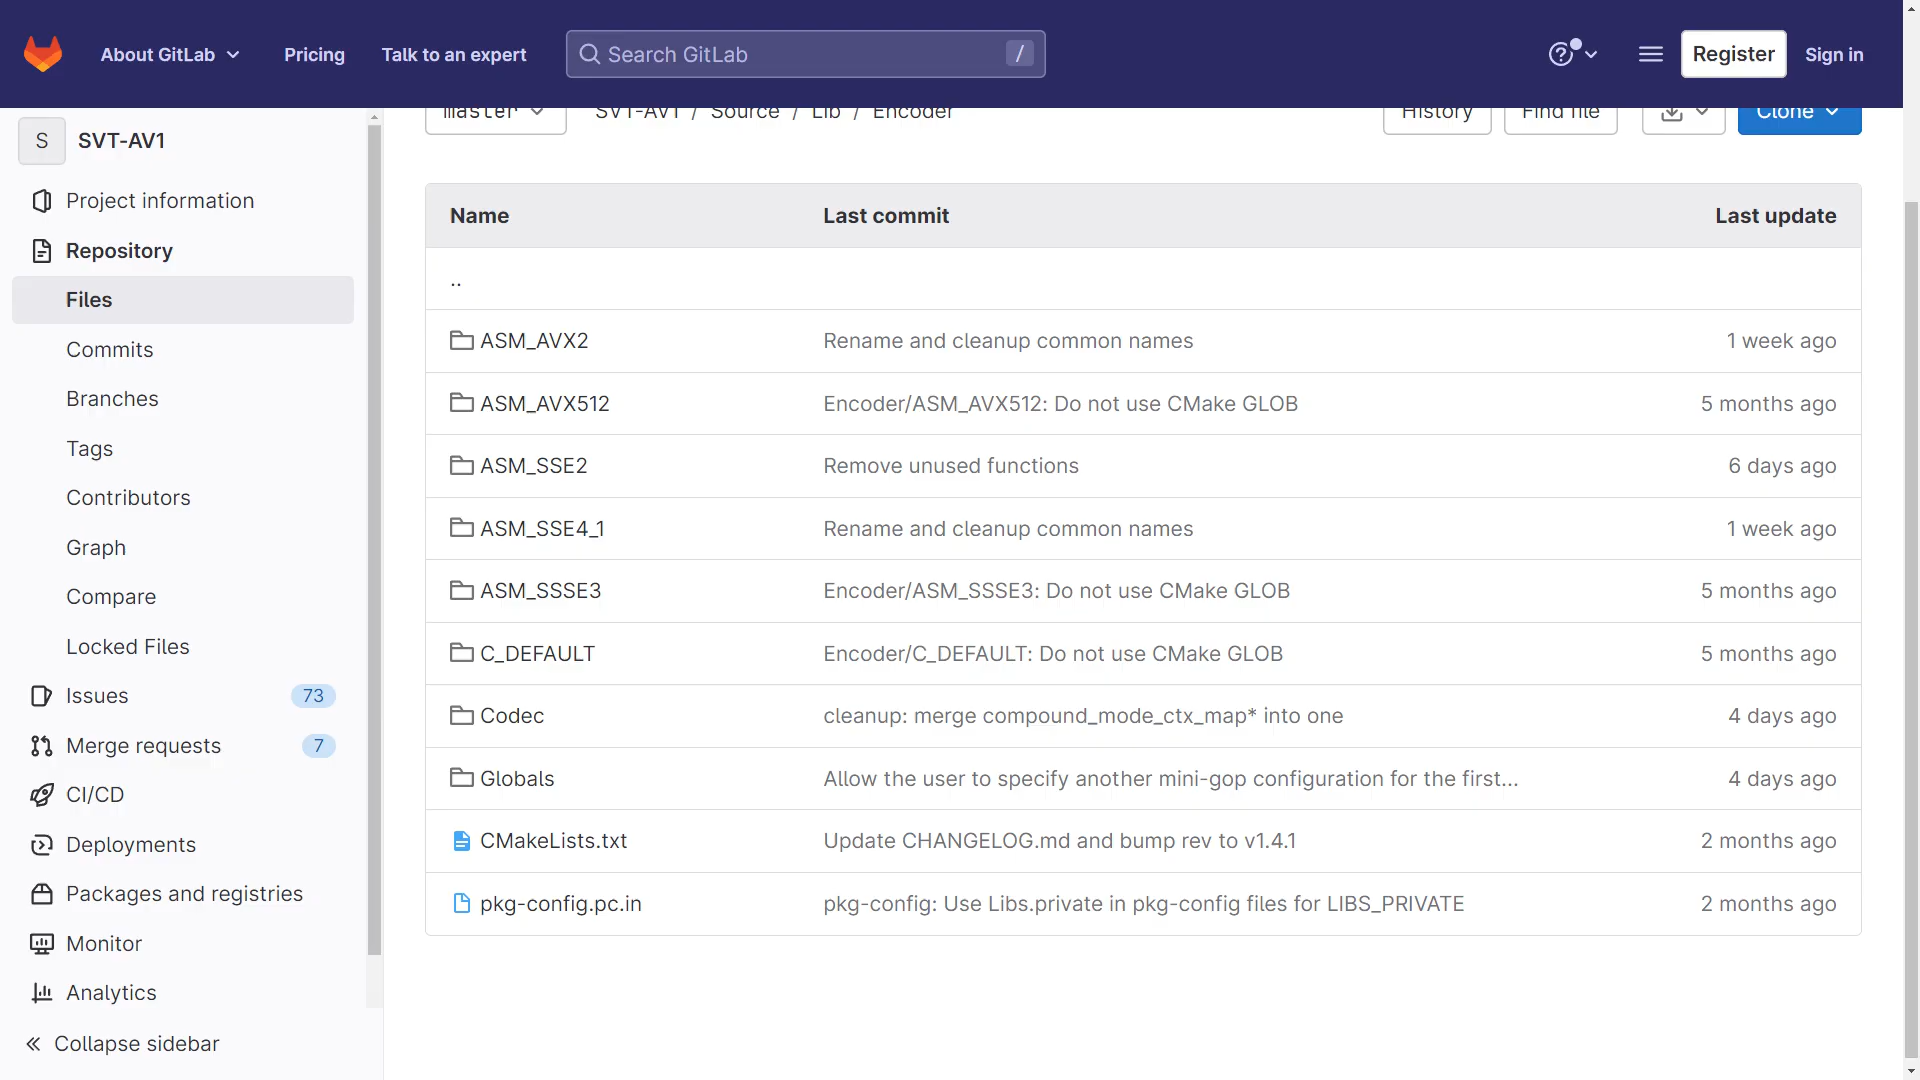 About GitLab
Pricing
Talk to an expert
Search GitLab
/
Register
Sign in
S
SVT-AV1
Project information
Repository
Files
Commits
Branches
Tags
Contributors
Graph
Compare
Locked Files
Issues 73
Merge requests 7
CI/CD
Deployments
Packages and registries
Monitor
Analytics
Collapse sidebar
master
SVT-AV1 / Source / Lib / Encoder
History
Find file
Clone
Name Last commit Last update
..
ASM_AVX2 Rename and cleanup common names 1 week ago
ASM_AVX512 Encoder/ASM_AVX512: Do not use CMake GLOB 5 months ago
ASM_SSE2 Remove unused functions 6 days ago
ASM_SSE4_1 Rename and cleanup common names 1 week ago
ASM_SSSE3 Encoder/ASM_SSSE3: Do not use CMake GLOB 5 months ago
C_DEFAULT Encoder/C_DEFAULT: Do not use CMake GLOB 5 months ago
Codec cleanup: merge compound_mode_ctx_map* into one 4 days ago
Globals Allow the user to specify another mini-gop configuration for the first... 4 days ago
CMakeLists.txt Update CHANGELOG.md and bump rev to v1.4.1 2 months ago
pkg-config.pc.in pkg-config: Use Libs.private in pkg-config files for LIBS_PRIVATE 2 months ago